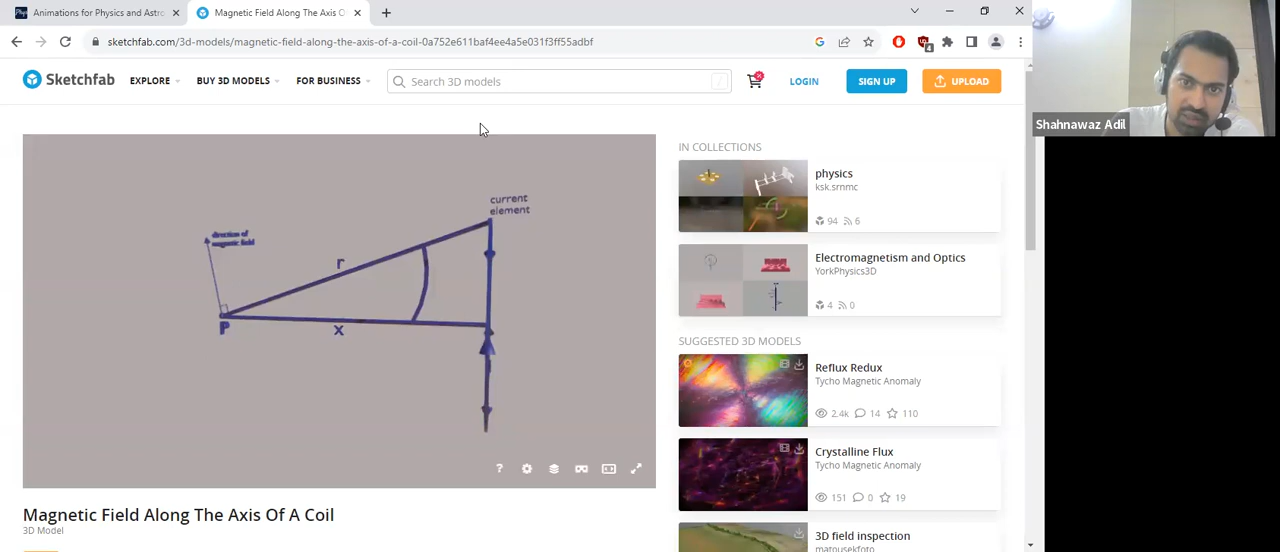 Animations for Physics and Astro
Magnetic Field Along The Axis O
sketchfab.com/3d-models/magnetic-field-along-the-axis-of-a-coil-0a752e611baf4ee4a5e031f3ff55adbf
4
Sketchfab
EXPLORE
BUY 3D MODELS
FOR BUSINESS
Search 3D models
/
LOGIN
SIGN UP
UPLOAD
Shahnawaz Adil
current
element
direction of
magnetic field
r
P
x
?
Magnetic Field Along The Axis Of A Coil
3D Model
IN COLLECTIONS
physics
ksk.srnmc
94 6
Electromagnetism and Optics
YorkPhysics3D
4 0
SUGGESTED 3D MODELS
Reflux Redux
Tycho Magnetic Anomaly
2.4k 14 110
Crystalline Flux
Tycho Magnetic Anomaly
151 0 19
3D field inspection
matousekfoto